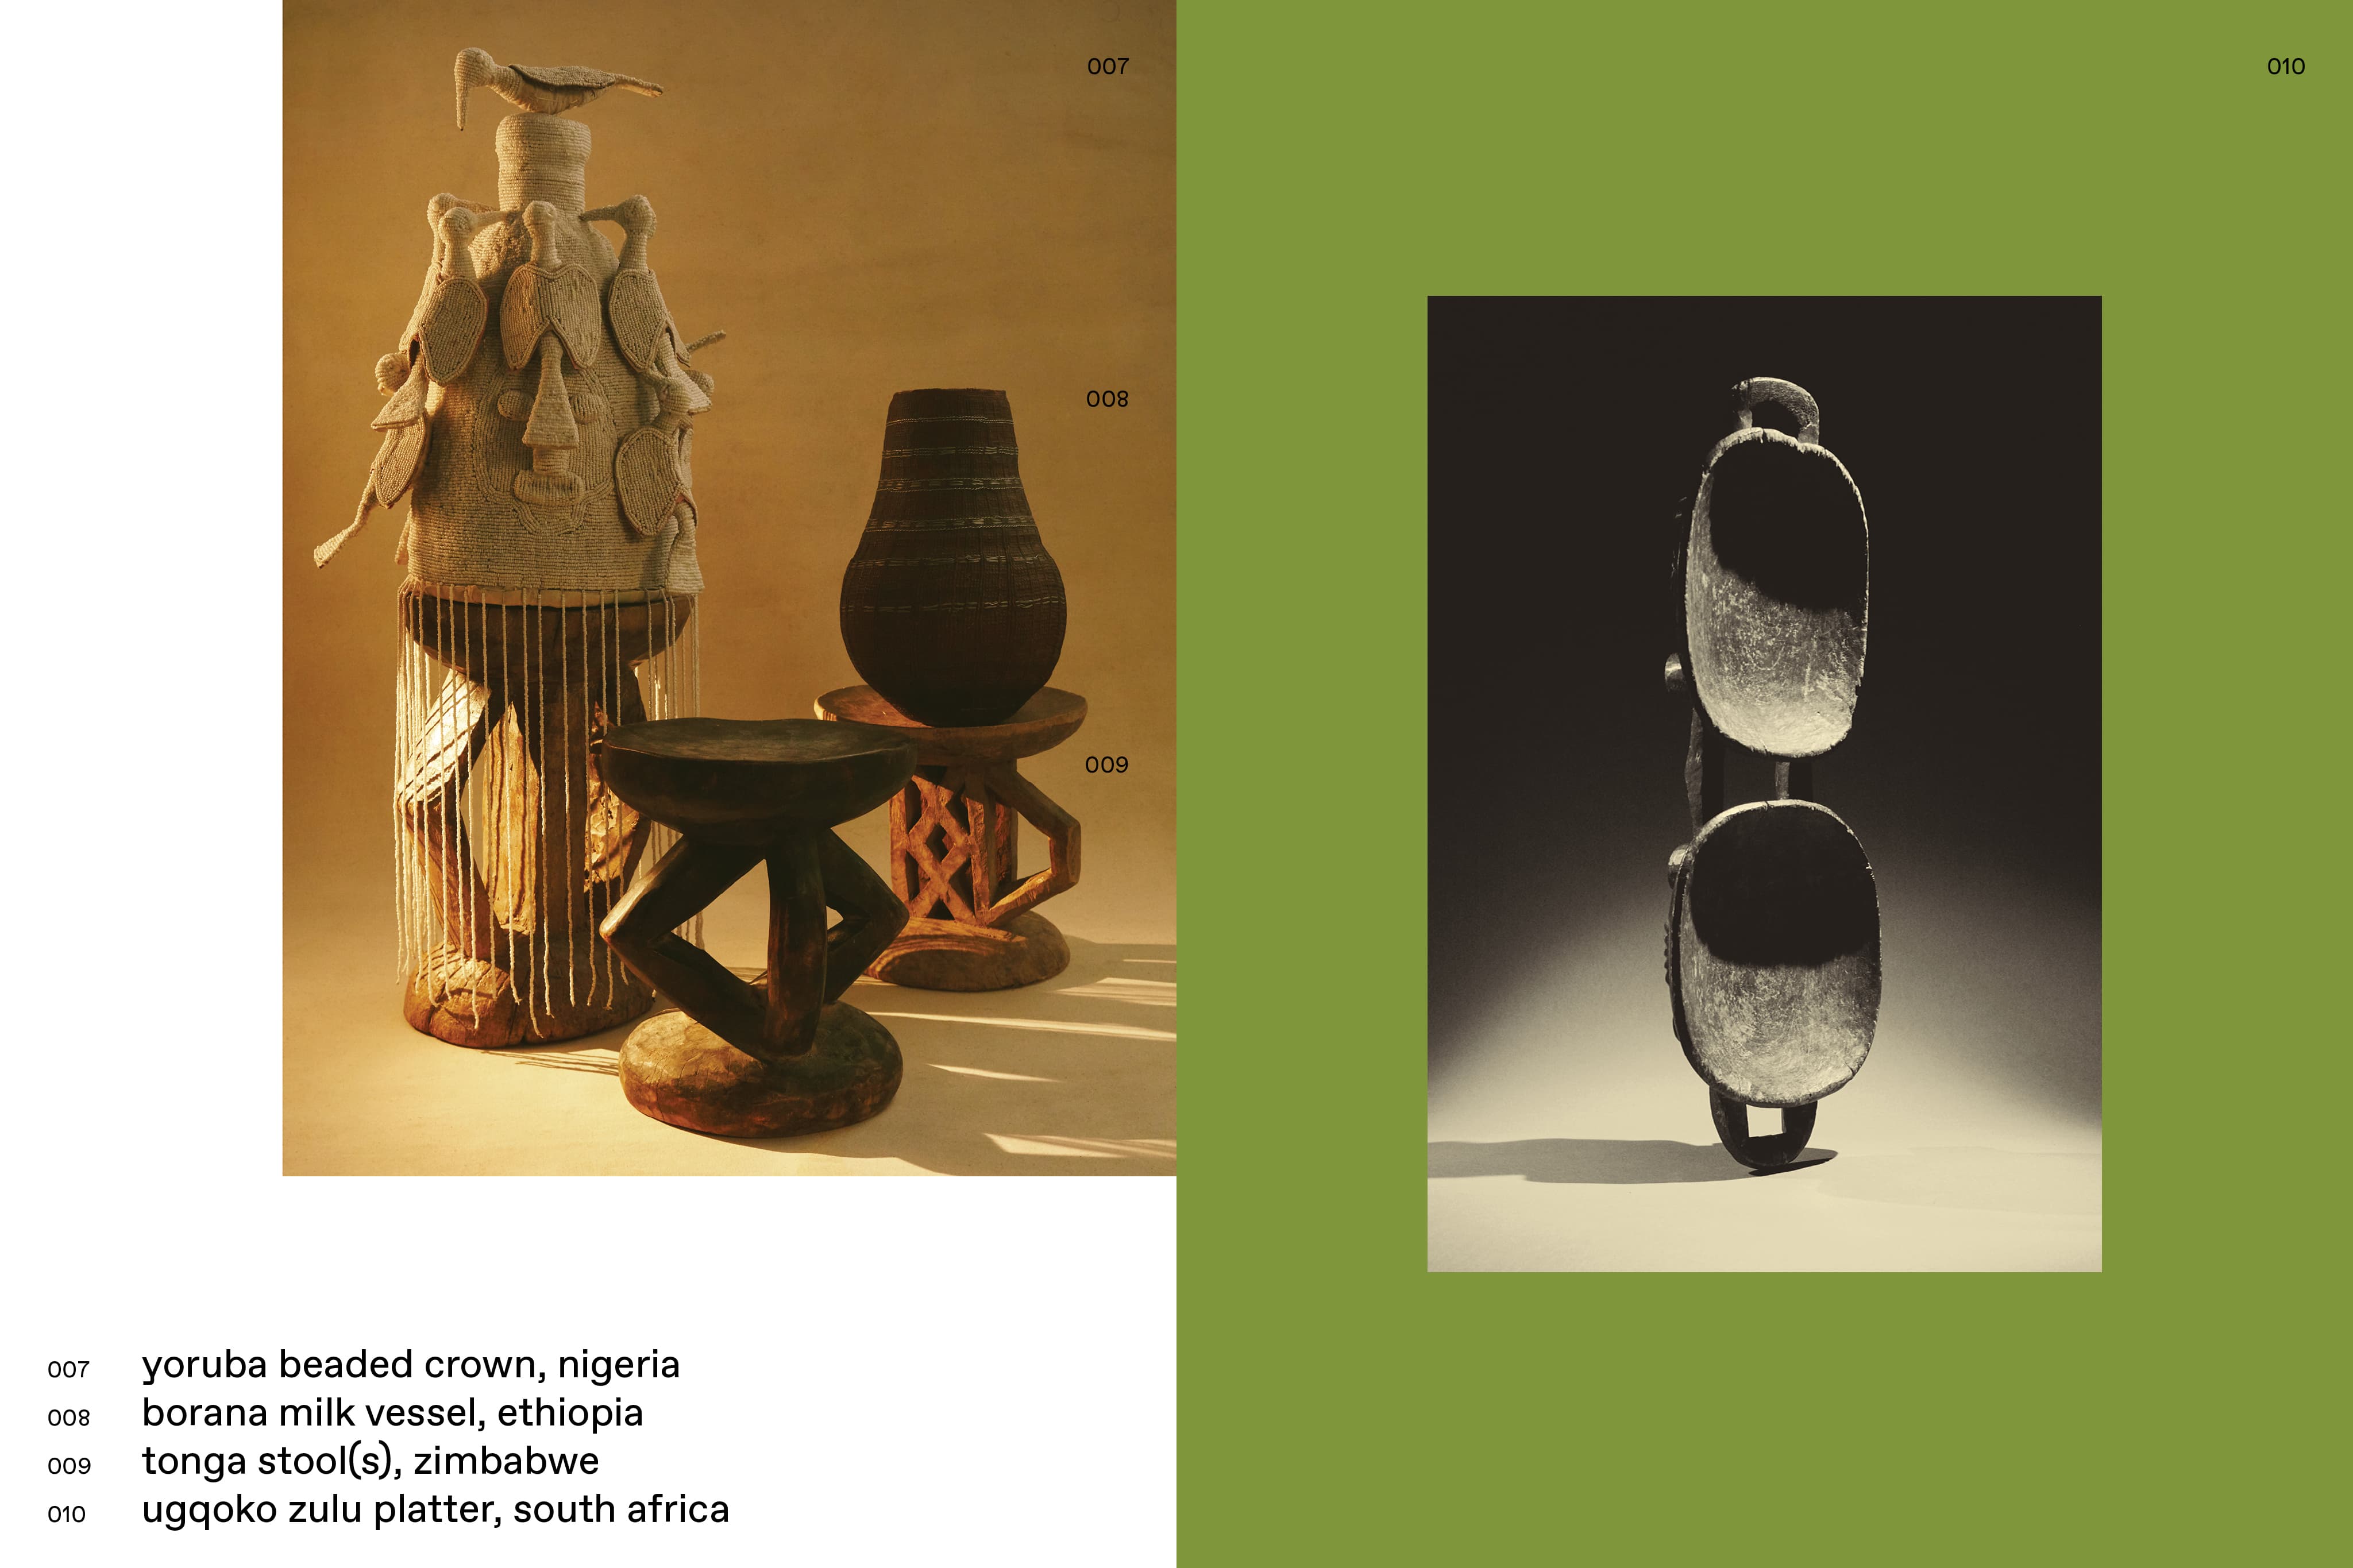 007
008
009
010
007 yoruba beaded crown, nigeria
008 borana milk vessel, ethiopia
009 tonga stool(s), zimbabwe
010 ugqoko zulu platter, south africa